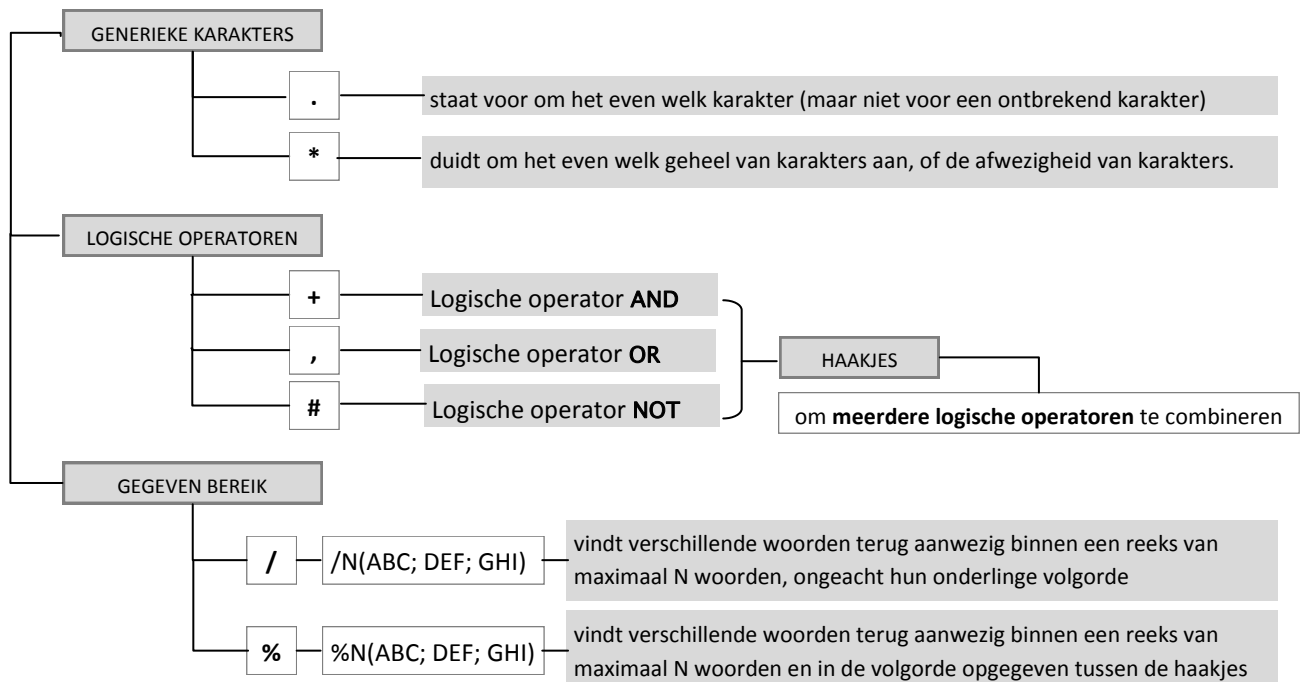 GENERIEKE KARAKTERS
. staat voor om het even welk karakter (maar niet voor een ontbrekend karakter)
* duidt om het even welk geheel van karakters aan, of de afwezigheid van karakters.
LOGISCHE OPERATOREN
+ Logische operator AND
, Logische operator OR
# Logische operator NOT
HAAKJES
om meerdere logische operatoren te combineren
GEGEVEN BEREIK
/ /N(ABC; DEF; GHI)
vindt verschillende woorden terug aanwezig binnen een reeks van
maximaal N woorden, ongeacht hun onderlinge volgorde
% %N(ABC; DEF; GHI)
vindt verschillende woorden terug aanwezig binnen een reeks van
maximaal N woorden en in de volgorde opgegeven tussen de haakjes